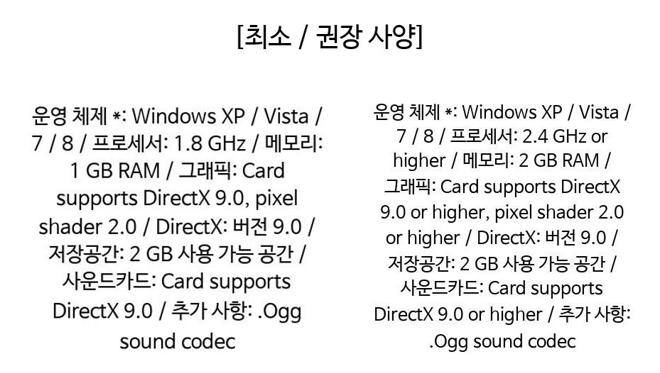 [최소 / 권장 사양]
운영 체제 *: Windows XP / Vista /
7 / 8 / 프로세서: 1.8 GHz / 메모리:
1 GB RAM / 그래픽: Card
supports DirectX 9.0, pixel
shader 2.0 / DirectX: 버전 9.0 /
저장공간: 2 GB 사용 가능 공간 /
사운드카드: Card supports
DirectX 9.0 / 추가 사항: .Ogg
sound codec
운영 체제 *: Windows XP / Vista /
7 / 8 / 프로세서: 2.4 GHz or
higher / 메모리: 2 GB RAM /
그래픽: Card supports DirectX
9.0 or higher, pixel shader 2.0
or higher / DirectX: 버전 9.0 /
저장공간: 2 GB 사용 가능 공간 /
사운드카드: Card supports
DirectX 9.0 or higher / 추가 사항:
.Ogg sound codec